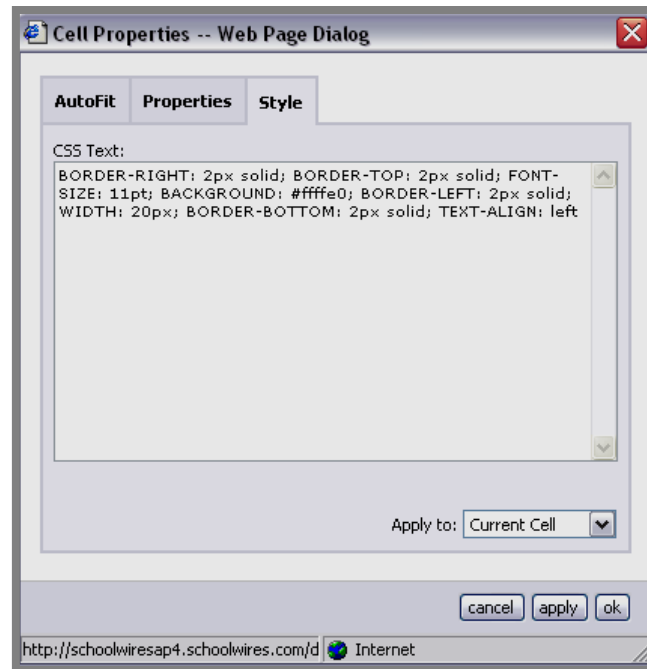 Cell Properties -- Web Page Dialog
AutoFit Properties Style
CSS Text:
BORDER-RIGHT: 2px solid; BORDER-TOP: 2px solid; FONT-
SIZE: 11pt; BACKGROUND: #ffffe0; BORDER-LEFT: 2px solid;
WIDTH: 20px; BORDER-BOTTOM: 2px solid; TEXT-ALIGN: left
Apply to: Current Cell
cancel apply ok
http://schoolwiresap4.schoolwires.com/d Internet